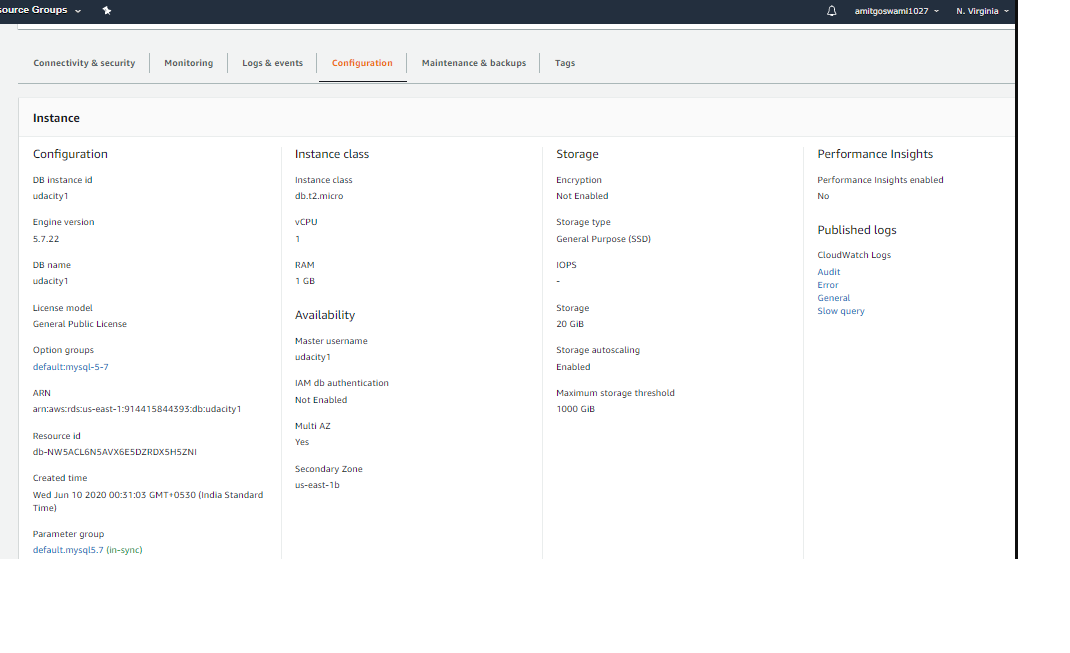 source Groups
amitgoswami1027
N. Virginia
Connectivity & security
Monitoring
Logs & events
Configuration
Maintenance & backups
Tags
Instance
Configuration
DB instance id
udacity1
Engine version
5.7.22
DB name
udacity1
License model
General Public License
Option groups
default:mysql-5-7
ARN
arn:aws:rds:us-east-1:914415844393:db:udacity1
Resource id
db-NW5ACL6N5AVX6E5DZRDX5H5ZNI
Created time
Wed Jun 10 2020 00:31:03 GMT+0530 (India Standard
Time)
Parameter group
default.mysql5.7 (in-sync)
Instance class
Instance class
db.t2.micro
vCPU
1
RAM
1 GB
Availability
Master username
udacity1
IAM db authentication
Not Enabled
Multi AZ
Yes
Secondary Zone
us-east-1b
Storage
Encryption
Not Enabled
Storage type
General Purpose (SSD)
IOPS
-
Storage
20 GiB
Storage autoscaling
Enabled
Maximum storage threshold
1000 GiB
Performance Insights
Performance Insights enabled
No
Published logs
CloudWatch Logs
Audit
Error
General
Slow query